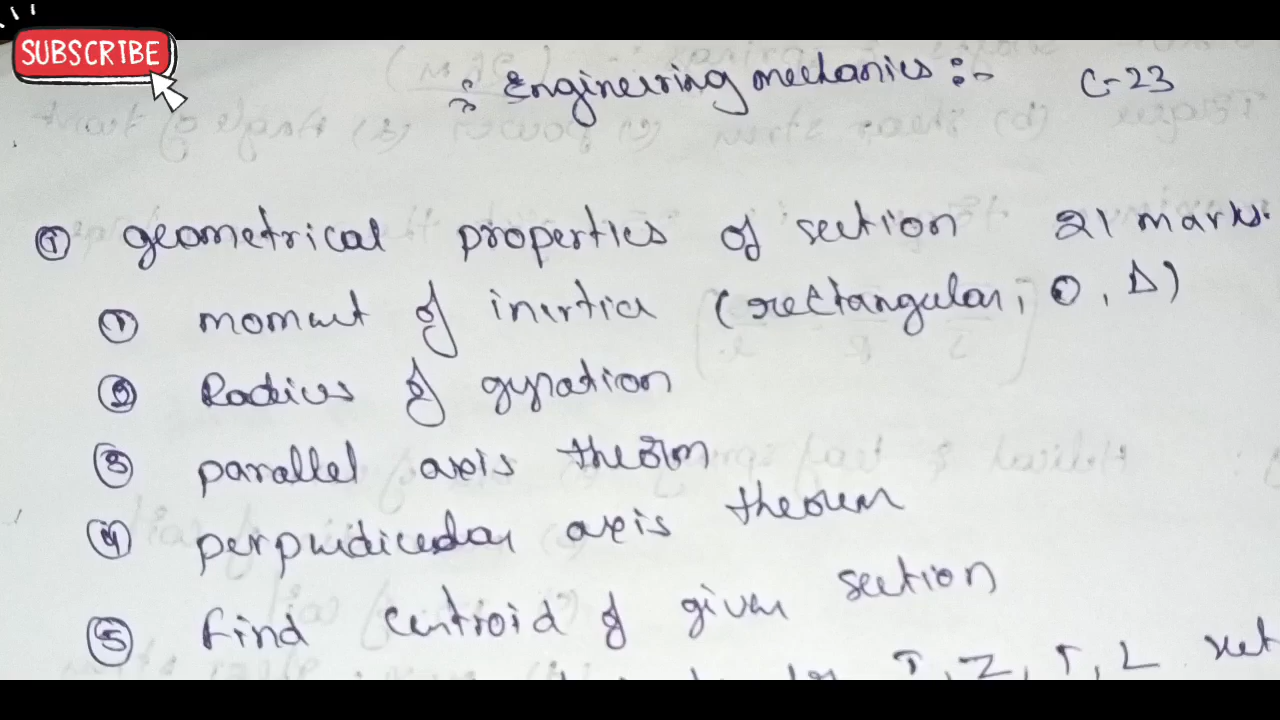 SUBSCRIBE
:- Engineering mechanics :- C-23
① geometrical properties of section 21 marks.
① moment of inertia (rectangular, O, Δ)
② Radius of gyration
③ parallel axis theorm
④ perpendicular axis theorem
⑤ find centroid of given section
I, Z, T, L